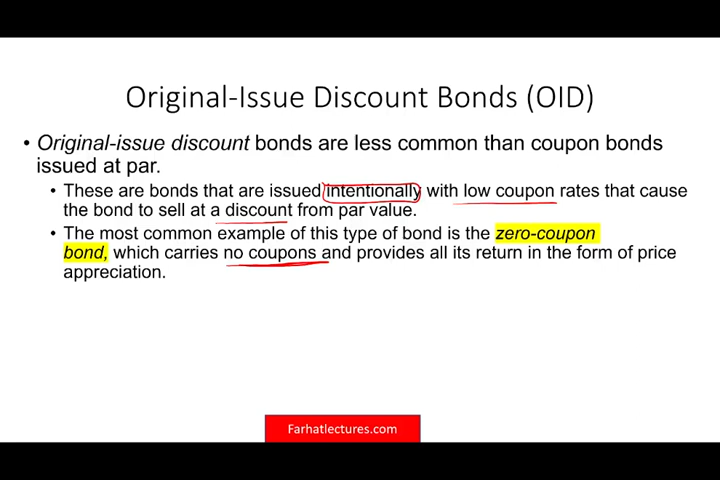 Original-Issue Discount Bonds (OID)
• Original-issue discount bonds are less common than coupon bonds
issued at par.
• These are bonds that are issued intentionally with low coupon rates that cause
the bond to sell at a discount from par value.
• The most common example of this type of bond is the zero-coupon
bond, which carries no coupons and provides all its return in the form of price
appreciation.
Farhatlectures.com